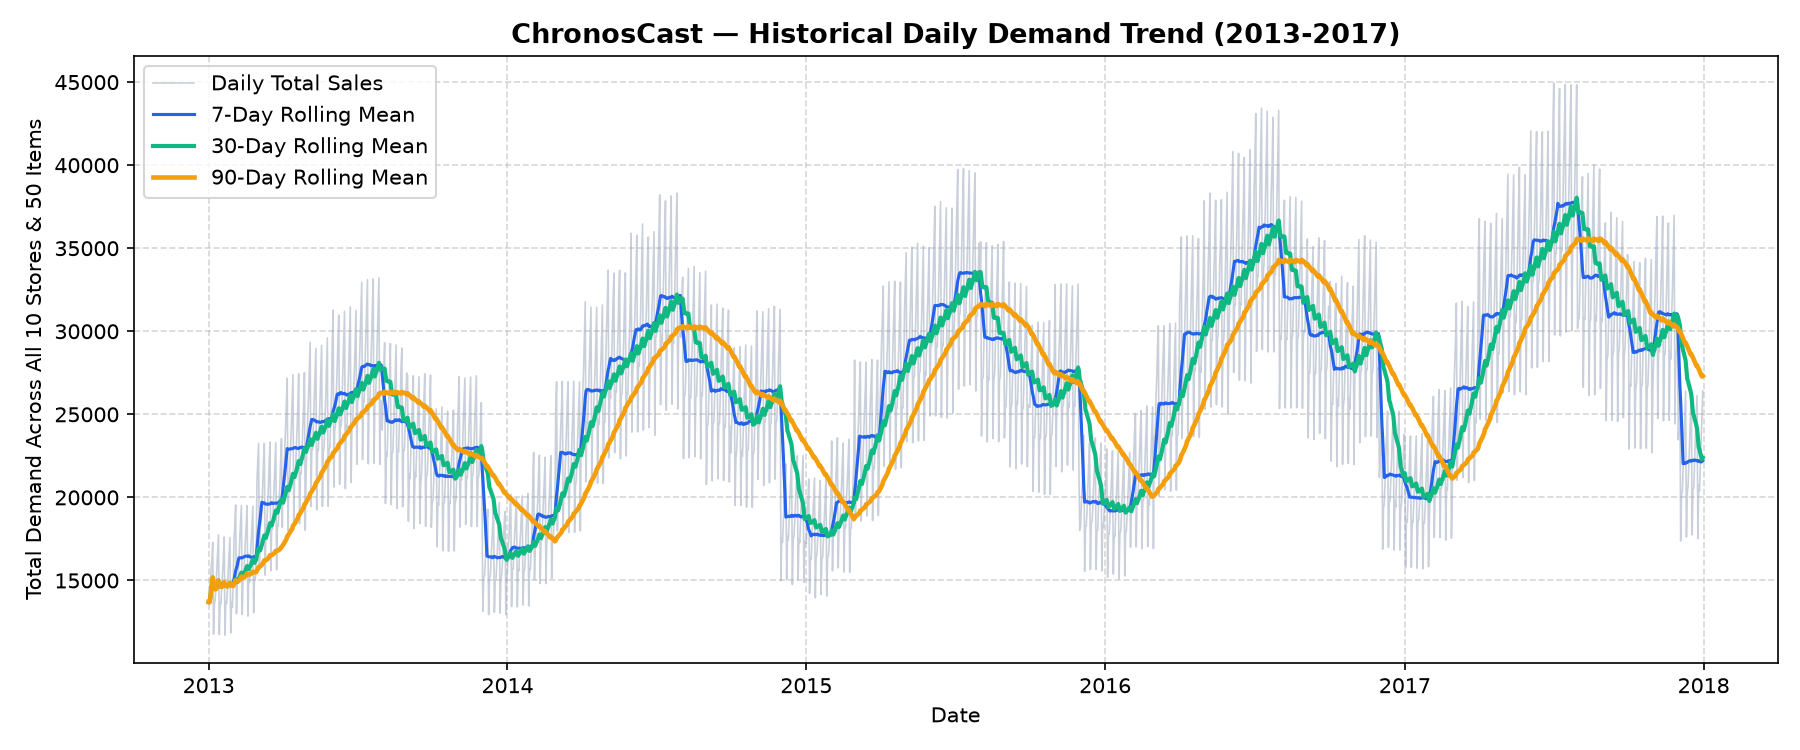 ChronosCast — Historical Daily Demand Trend (2013-2017)
Daily Total Sales
7-Day Rolling Mean
30-Day Rolling Mean
90-Day Rolling Mean
Total Demand Across All 10 Stores & 50 Items
45000
40000
35000
30000
25000
20000
15000
2013 2014 2015 2016 2017 2018
Date